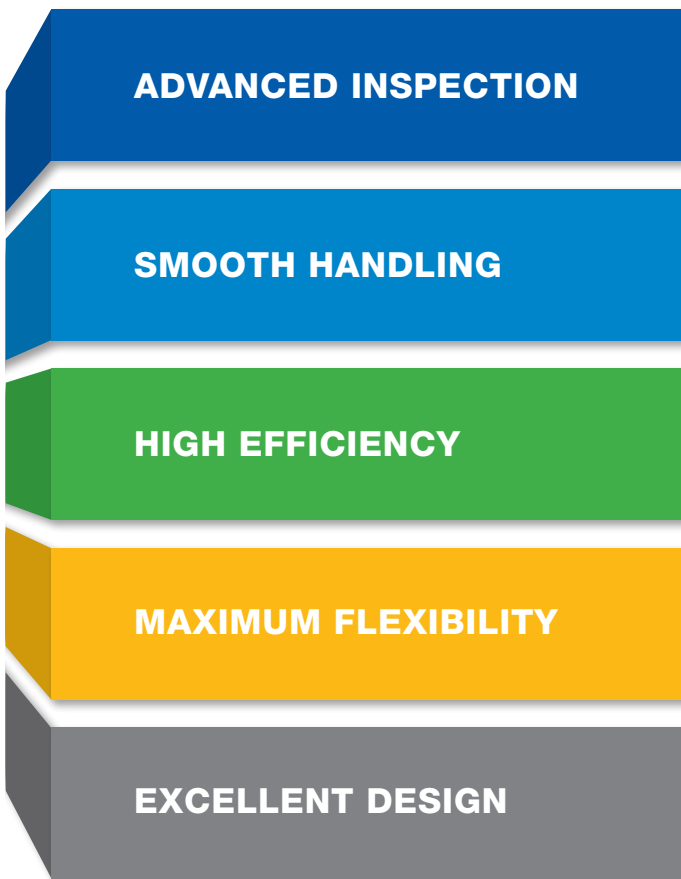 ADVANCED INSPECTION
SMOOTH HANDLING
HIGH EFFICIENCY
MAXIMUM FLEXIBILITY
EXCELLENT DESIGN